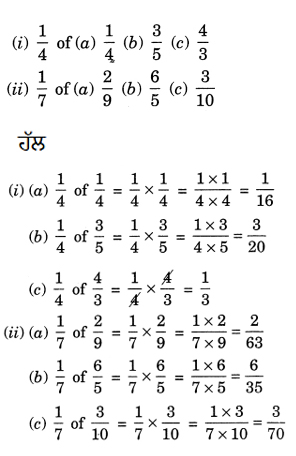 (i) 1/4 of (a) 1/4 (b) 3/5 (c) 4/3
(ii) 1/7 of (a) 2/9 (b) 6/5 (c) 3/10
ਹੱਲ
(i) (a) 1/4 of 1/4 = 1/4 × 1/4 = (1×1)/(4×4) = 1/16
(b) 1/4 of 3/5 = 1/4 × 3/5 = (1×3)/(4×5) = 3/20
(c) 1/4 of 4/3 = 1/4 × 4/3 = 1/3
(ii) (a) 1/7 of 2/9 = 1/7 × 2/9 = (1×2)/(7×9) = 2/63
(b) 1/7 of 6/5 = 1/7 × 6/5 = (1×6)/(7×5) = 6/35
(c) 1/7 of 3/10 = 1/7 × 3/10 = (1×3)/(7×10) = 3/70